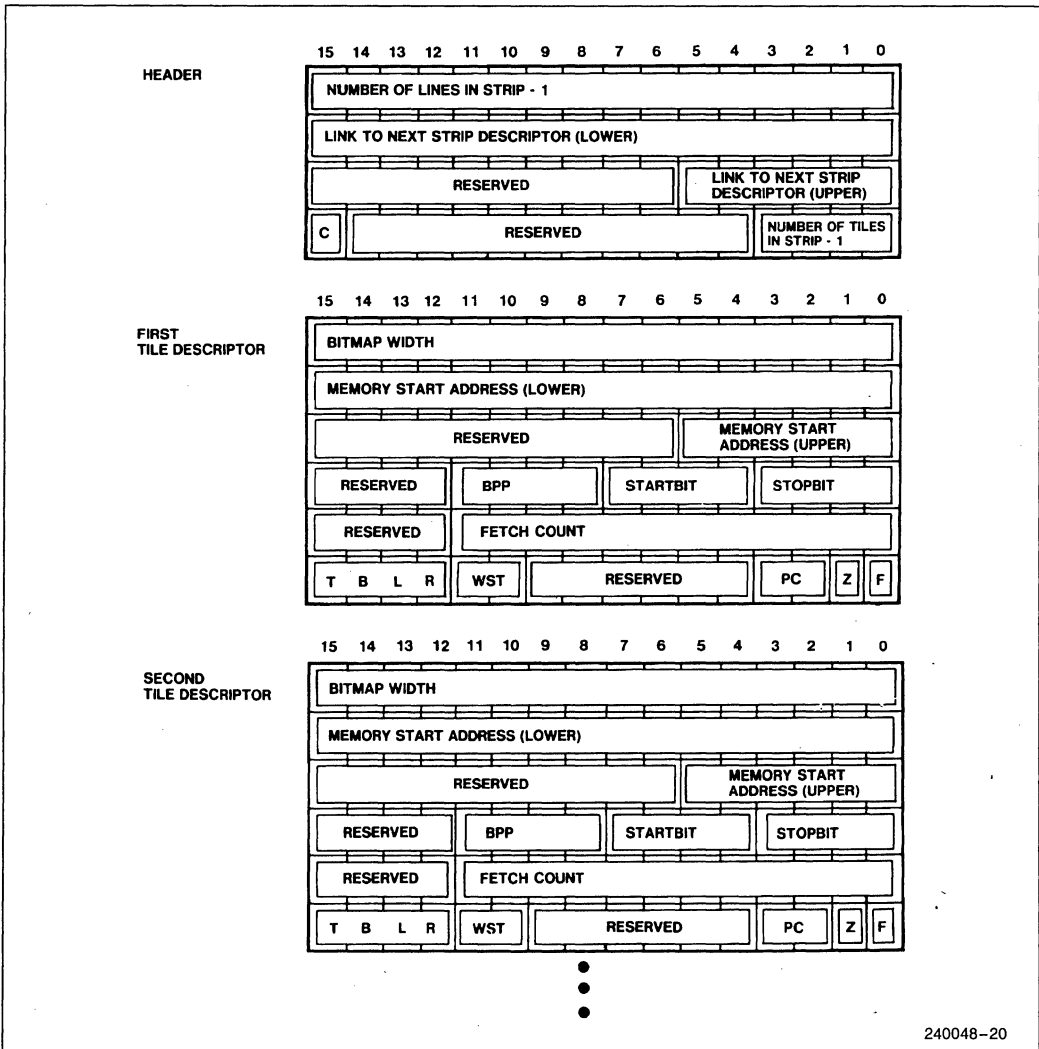 15 14 13 12 11 10 9 8 7 6 5 4 3 2 1 0
HEADER
NUMBER OF LINES IN STRIP - 1
LINK TO NEXT STRIP DESCRIPTOR (LOWER)
RESERVED
LINK TO NEXT STRIP
DESCRIPTOR (UPPER)
C
RESERVED
NUMBER OF TILES
IN STRIP - 1
15 14 13 12 11 10 9 8 7 6 5 4 3 2 1 0
FIRST
TILE DESCRIPTOR
BITMAP WIDTH
MEMORY START ADDRESS (LOWER)
RESERVED
MEMORY START
ADDRESS (UPPER)
RESERVED BPP STARTBIT STOPBIT
RESERVED FETCH COUNT
T B L R WST RESERVED PC Z F
15 14 13 12 11 10 9 8 7 6 5 4 3 2 1 0
SECOND
TILE DESCRIPTOR
BITMAP WIDTH
MEMORY START ADDRESS (LOWER)
RESERVED
MEMORY START
ADDRESS (UPPER)
RESERVED BPP STARTBIT STOPBIT
RESERVED FETCH COUNT
T B L R WST RESERVED PC Z F
240048-20